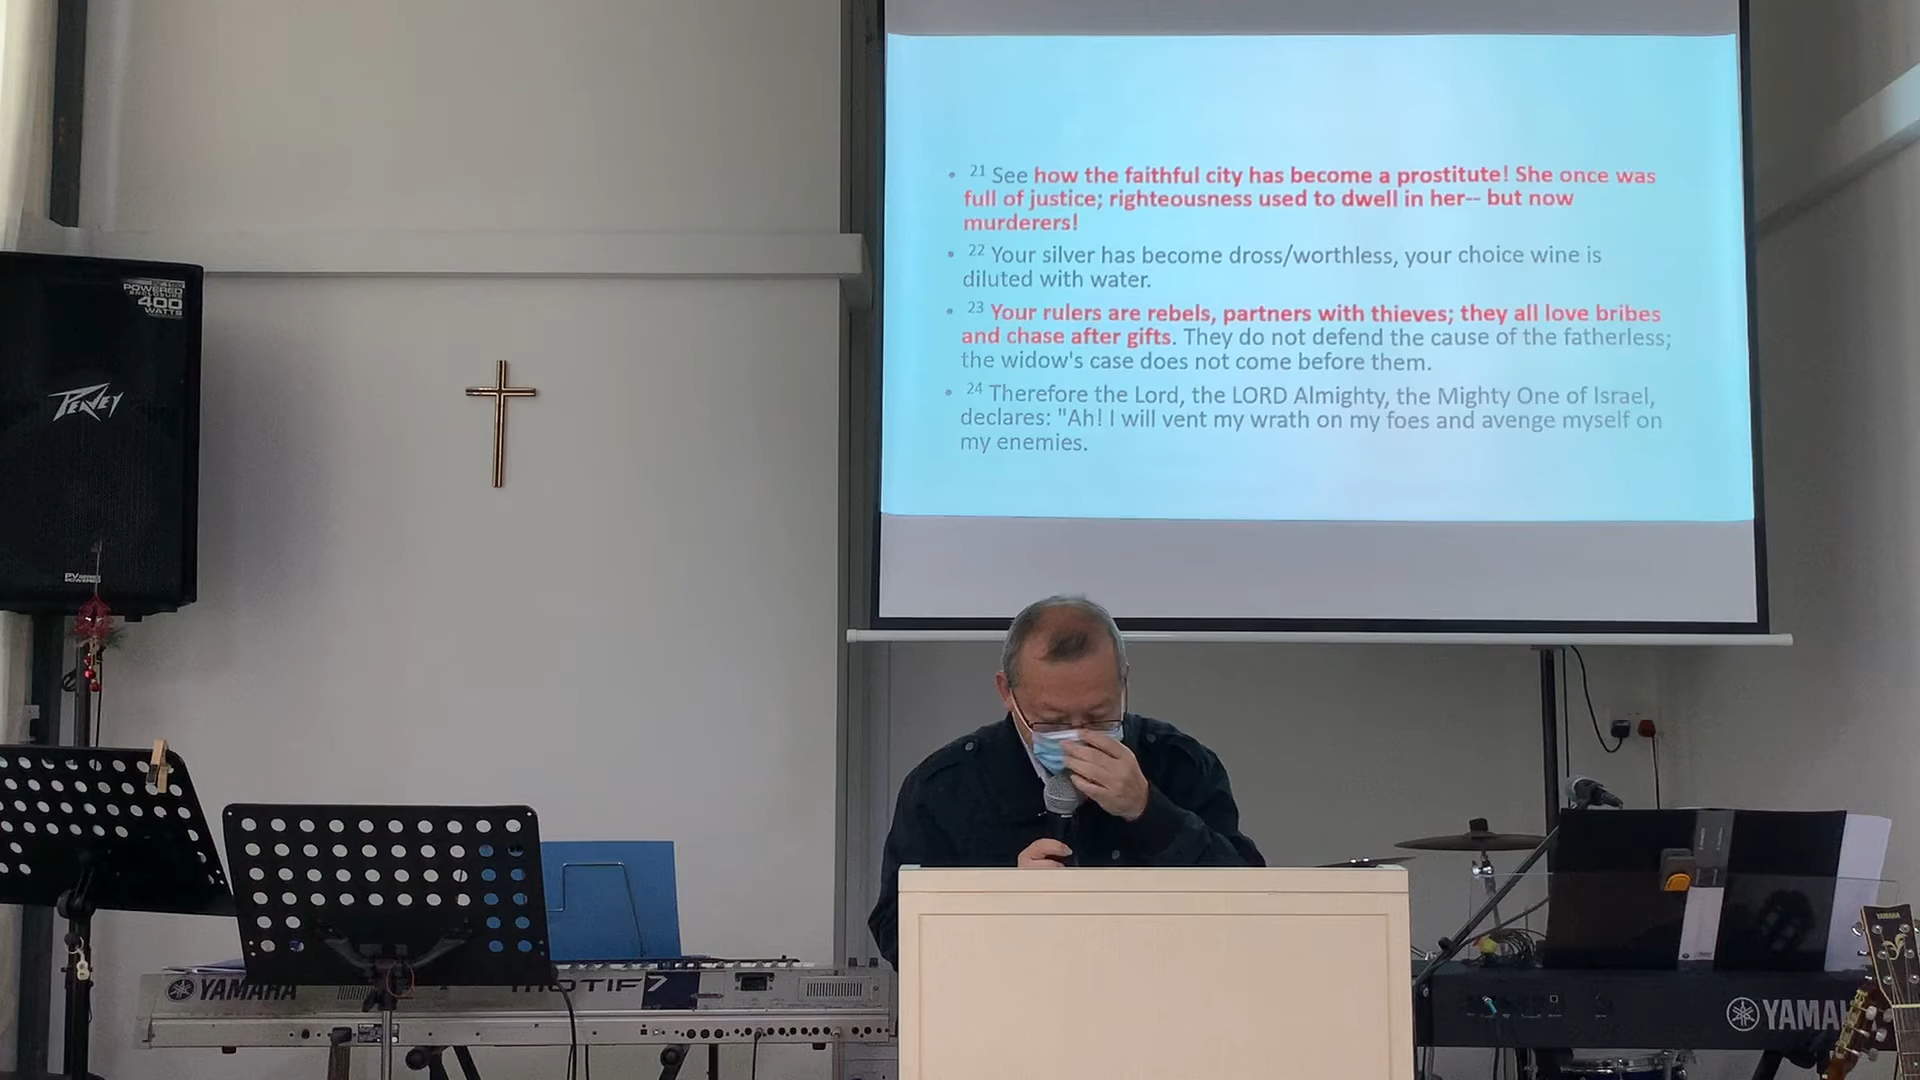 • 21 See how the faithful city has become a prostitute! She once was
full of justice; righteousness used to dwell in her-- but now
murderers!
• 22 Your silver has become dross/worthless, your choice wine is
diluted with water.
• 23 Your rulers are rebels, partners with thieves; they all love bribes
and chase after gifts. They do not defend the cause of the fatherless;
the widow's case does not come before them.
• 24 Therefore the Lord, the LORD Almighty, the Mighty One of Israel,
declares: "Ah! I will vent my wrath on my foes and avenge myself on
my enemies.
POWERED
ENCLOSURE
400
WATTS
PEAVEY
YAMAHA
MOTIF 7
YAMAHA
YAMAH